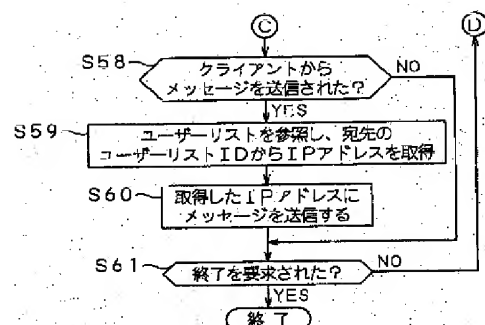 C D
S58 クライアントから NO
メッセージを送信された?
YES
S59 ユーザーリストを参照し、宛先の
ユーザーリストIDからIPアドレスを取得
S60 取得したIPアドレスに
メッセージを送信する
S61 終了を要求された? NO
YES
終了